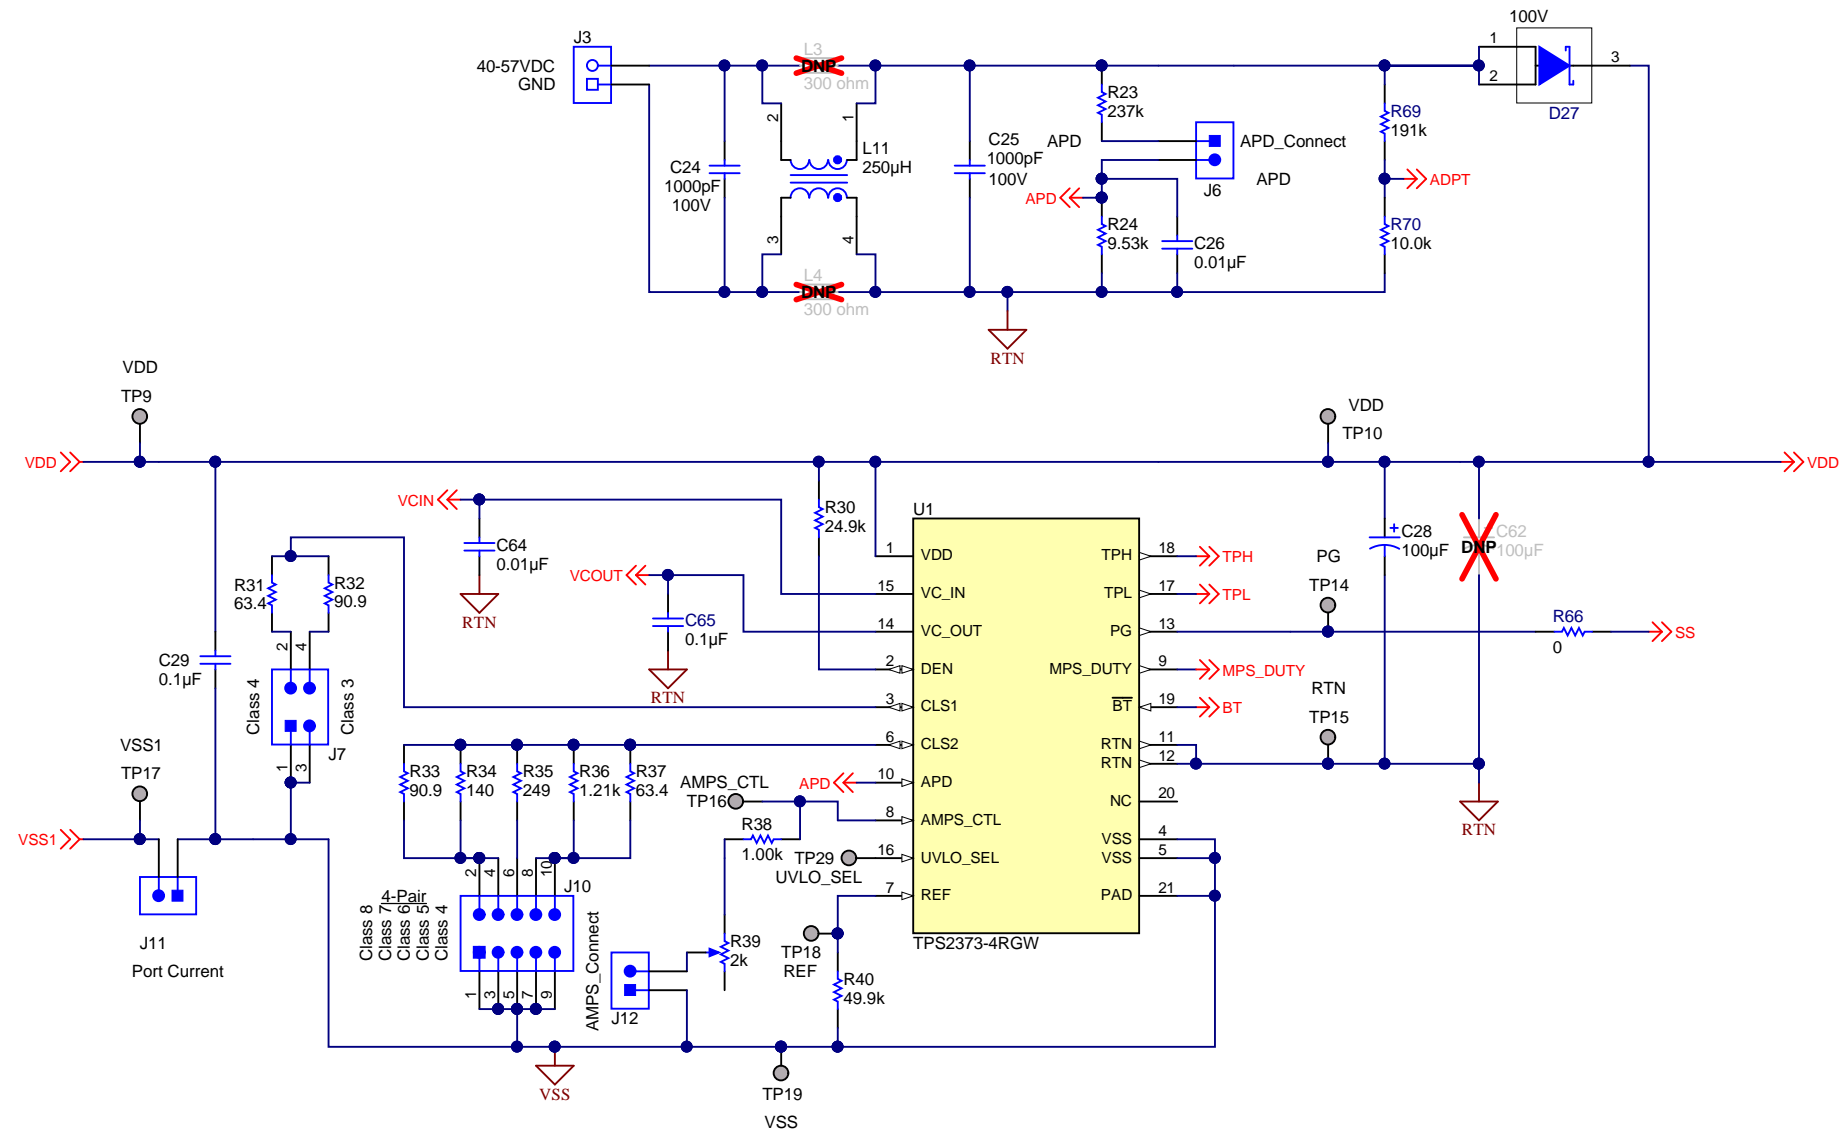 100V
J3
40-57VDC
GND
L3
DNP
300 ohm
1
2
3
D27
R23
237k
R69
191k
2
1
L11
250µH
C24
1000pF
100V
C25
1000pF
100V
APD
APD_Connect
J6
APD
APD
ADPT
R24
9.53k
C26
0.01µF
R70
10.0k
3
4
L4
DNP
300 ohm
RTN
VDD
TP9
VDD
TP10
VDD
VDD
VCIN
C64
0.01µF
RTN
R30
24.9k
VCOUT
C65
0.1µF
RTN
R31
63.4
R32
90.9
2
4
Class 4
Class 3
J7
1
3
C29
0.1µF
VSS1
TP17
VSS1
J11
Port Current
U1
1
VDD
15
VC_IN
14
VC_OUT
2
DEN
3
CLS1
6
CLS2
10
APD
8
AMPS_CTL
16
UVLO_SEL
7
REF
TPH
18
TPH
TPL
17
TPL
PG
13
MPS_DUTY
9
MPS_DUTY
BT
19
BT
RTN
11
RTN
12
NC
20
VSS
4
VSS
5
PAD
21
TPS2373-4RGW
PG
TP14
RTN
TP15
C28
100µF
C62
DNP
100µF
R66
0
SS
RTN
R33
90.9
R34
140
R35
249
R36
1.21k
R37
63.4
APD
AMPS_CTL
TP16
R38
1.00k
TP29
UVLO_SEL
2
4
6
8
10
J10
4-Pair
Class 8
Class 7
Class 6
Class 5
Class 4
1
3
5
7
9
AMPS_Connect
J12
R39
2k
TP18
REF
R40
49.9k
VSS
TP19
VSS